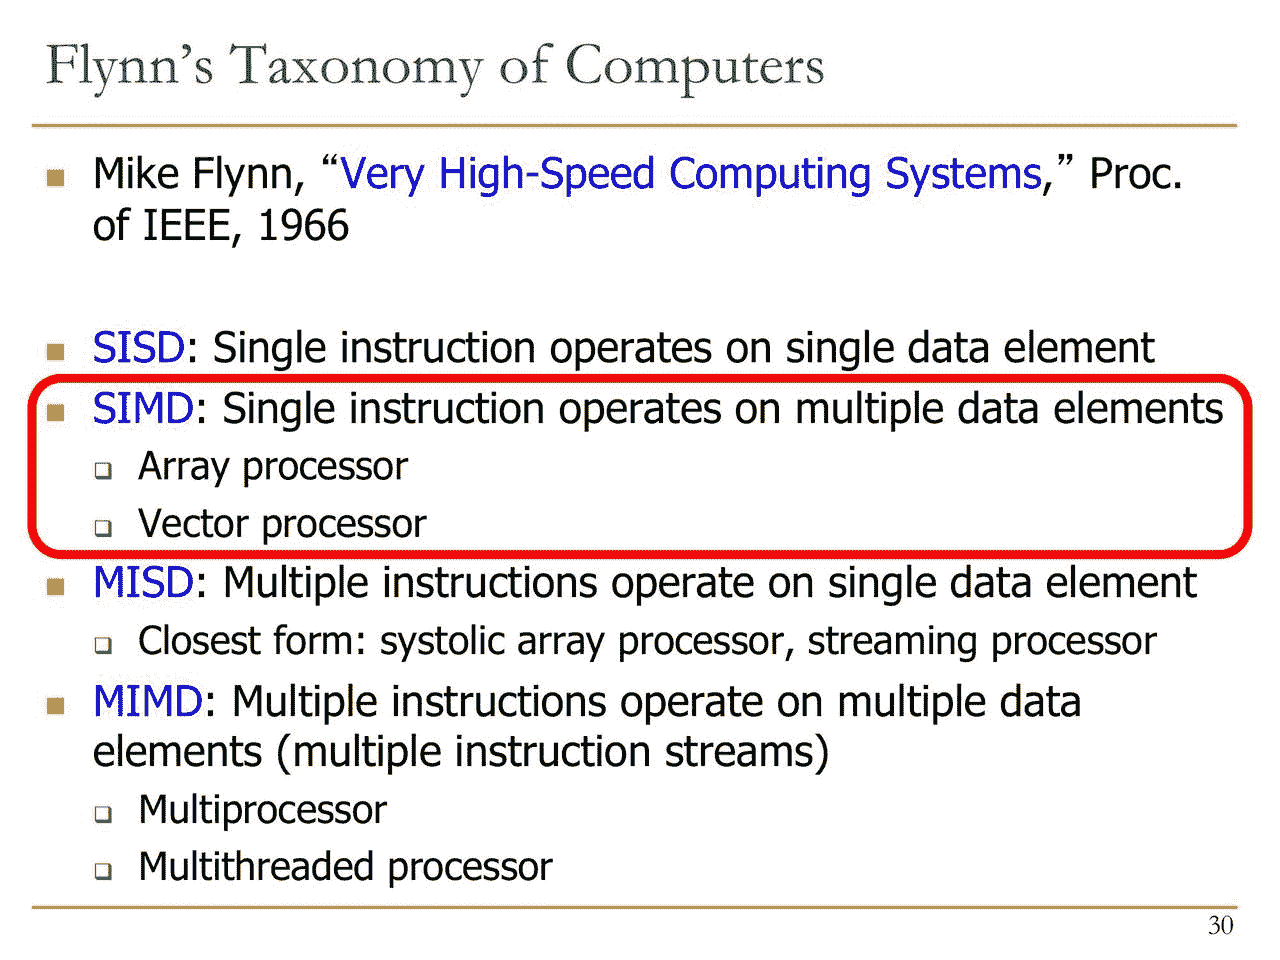 Flynn’s Taxonomy of Computers
Mike Flynn, “Very High-Speed Computing Systems,” Proc.
of IEEE, 1966
SISD: Single instruction operates on single data element
SIMD: Single instruction operates on multiple data elements
Array processor
Vector processor
MISD: Multiple instructions operate on single data element
Closest form: systolic array processor, streaming processor
MIMD: Multiple instructions operate on multiple data
elements (multiple instruction streams)
Multiprocessor
Multithreaded processor
30